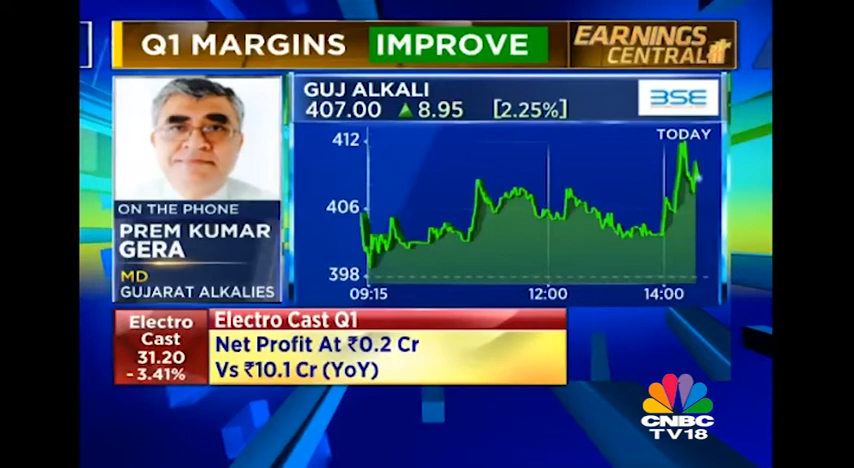 Q1 MARGINS IMPROVE
EARNINGS
CENTRAL
GUJ ALKALI
407.00 ▲ 8.95 [2.25%]
BSE
TODAY
412
406
398
09:15 12:00 14:00
ON THE PHONE
PREM KUMAR
GERA
MD
GUJARAT ALKALIES
Electro
Cast
31.20
-3.41%
Electro Cast Q1
Net Profit At ₹0.2 Cr
Vs ₹10.1 Cr (YoY)
CNBC
TV18